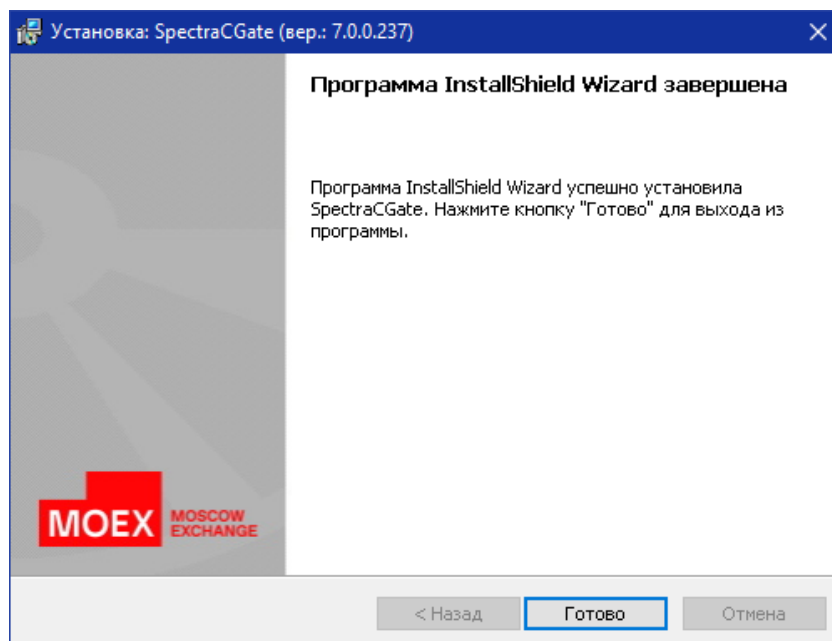 Установка: SpectraCGate (вер.: 7.0.0.237)
Программа InstallShield Wizard завершена
Программа InstallShield Wizard успешно установила
SpectraCGate. Нажмите кнопку "Готово" для выхода из
программы.
MOEX MOSCOW
EXCHANGE
< Назад Готово Отмена